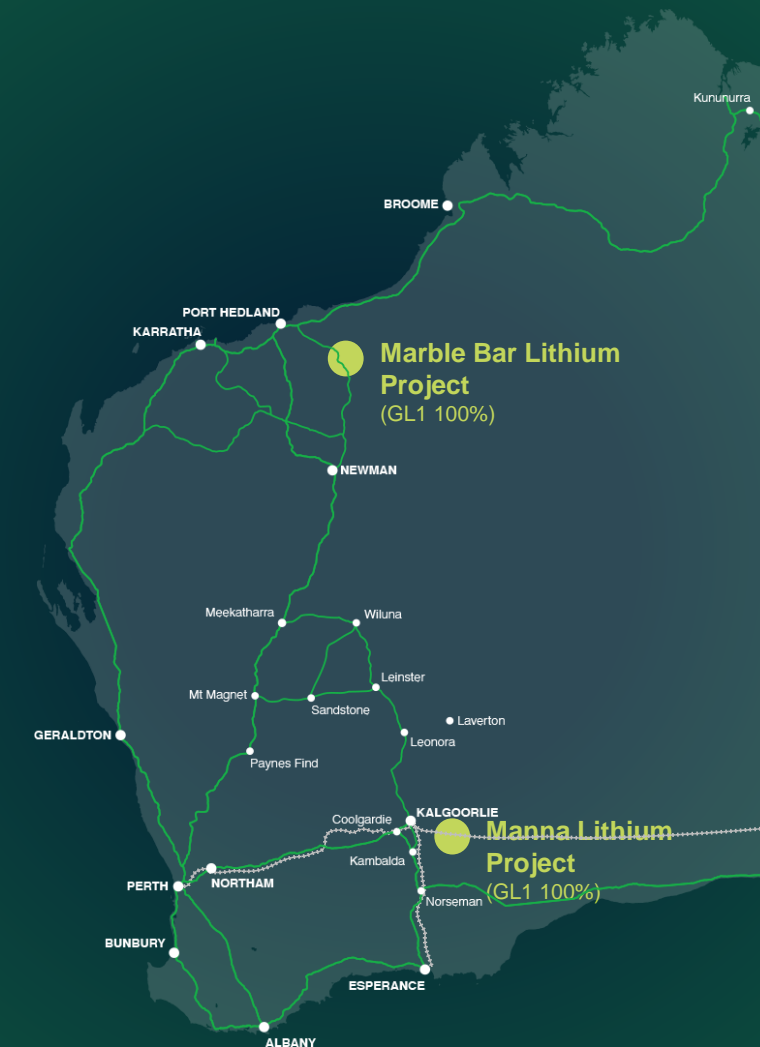 Kununurra
BROOME
PORT HEDLAND
KARRATHA
Marble Bar Lithium
Project
(GL1 100%)
NEWMAN
Meekatharra
Wiluna
Leinster
Mt Magnet
Sandstone
Laverton
GERALDTON
Leonora
Paynes Find
KALGOORLIE
Coolgardie
Manna Lithium
Project
(GL1 100%)
Kambalda
NORTHAM
PERTH
Norseman
BUNBURY
ESPERANCE
ALBANY